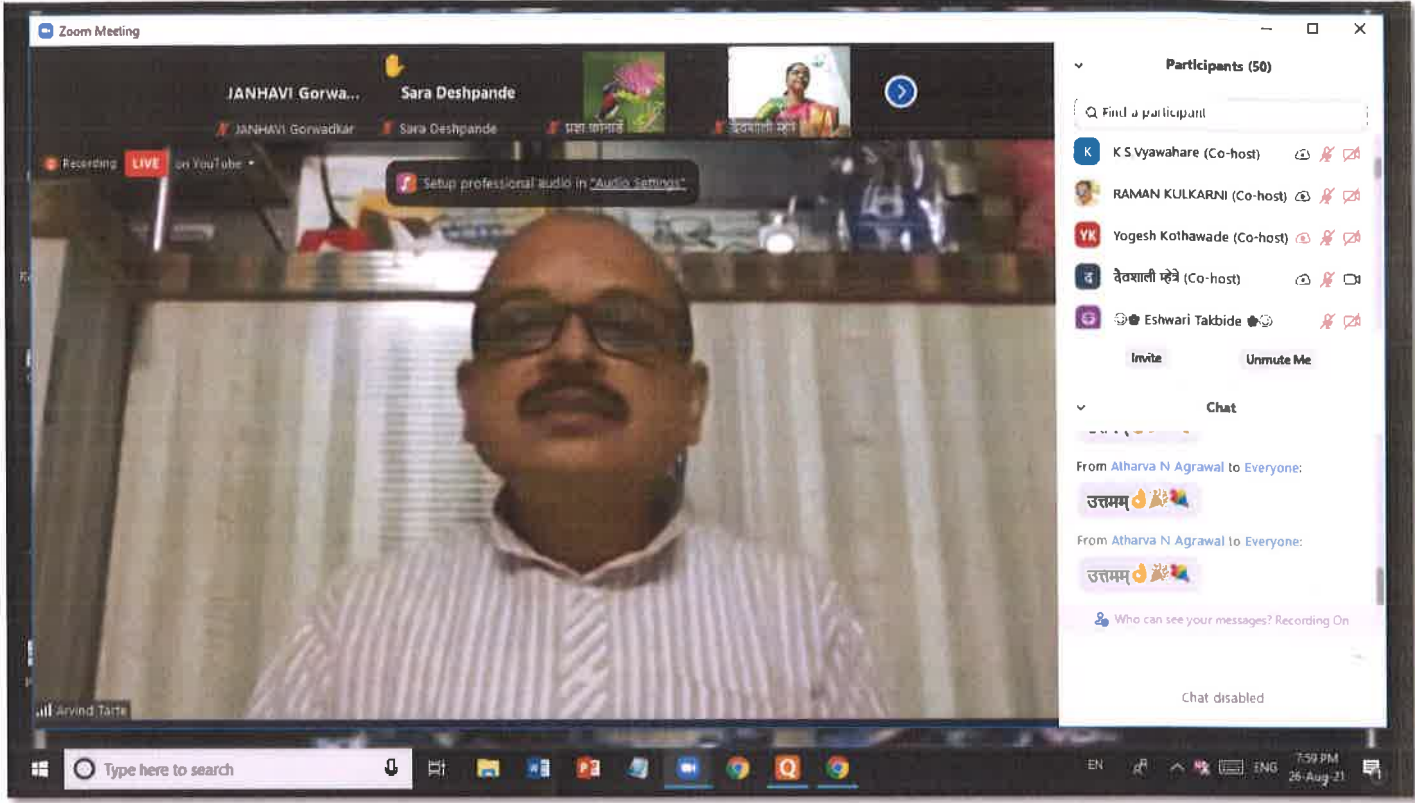 Zoom Meeting
JANHAVI Gorwa...
Sara Deshpande
JANHAVI Gorwadkar
Sara Deshpande
Recording LIVE on YouTube
Setup professional audio in "Audio Settings"
Arvind Tarte
Participants (50)
Find a participant
K
K S Vyawahare (Co-host)
RAMAN KULKARNI (Co-host)
YK
Yogesh Kothawade (Co-host)
दे
देवशाली म्हेत्रे (Co-host)
Eshwari Takbide
Invite
Unmute Me
Chat
From Atharva N Agrawal to Everyone:
उत्तमम्👌🎉🎊
From Atharva N Agrawal to Everyone:
उत्तमम्👌🎉🎊
Who can see your messages? Recording On
Chat disabled
Type here to search
EN
ENG
7:59 PM
26-Aug-21